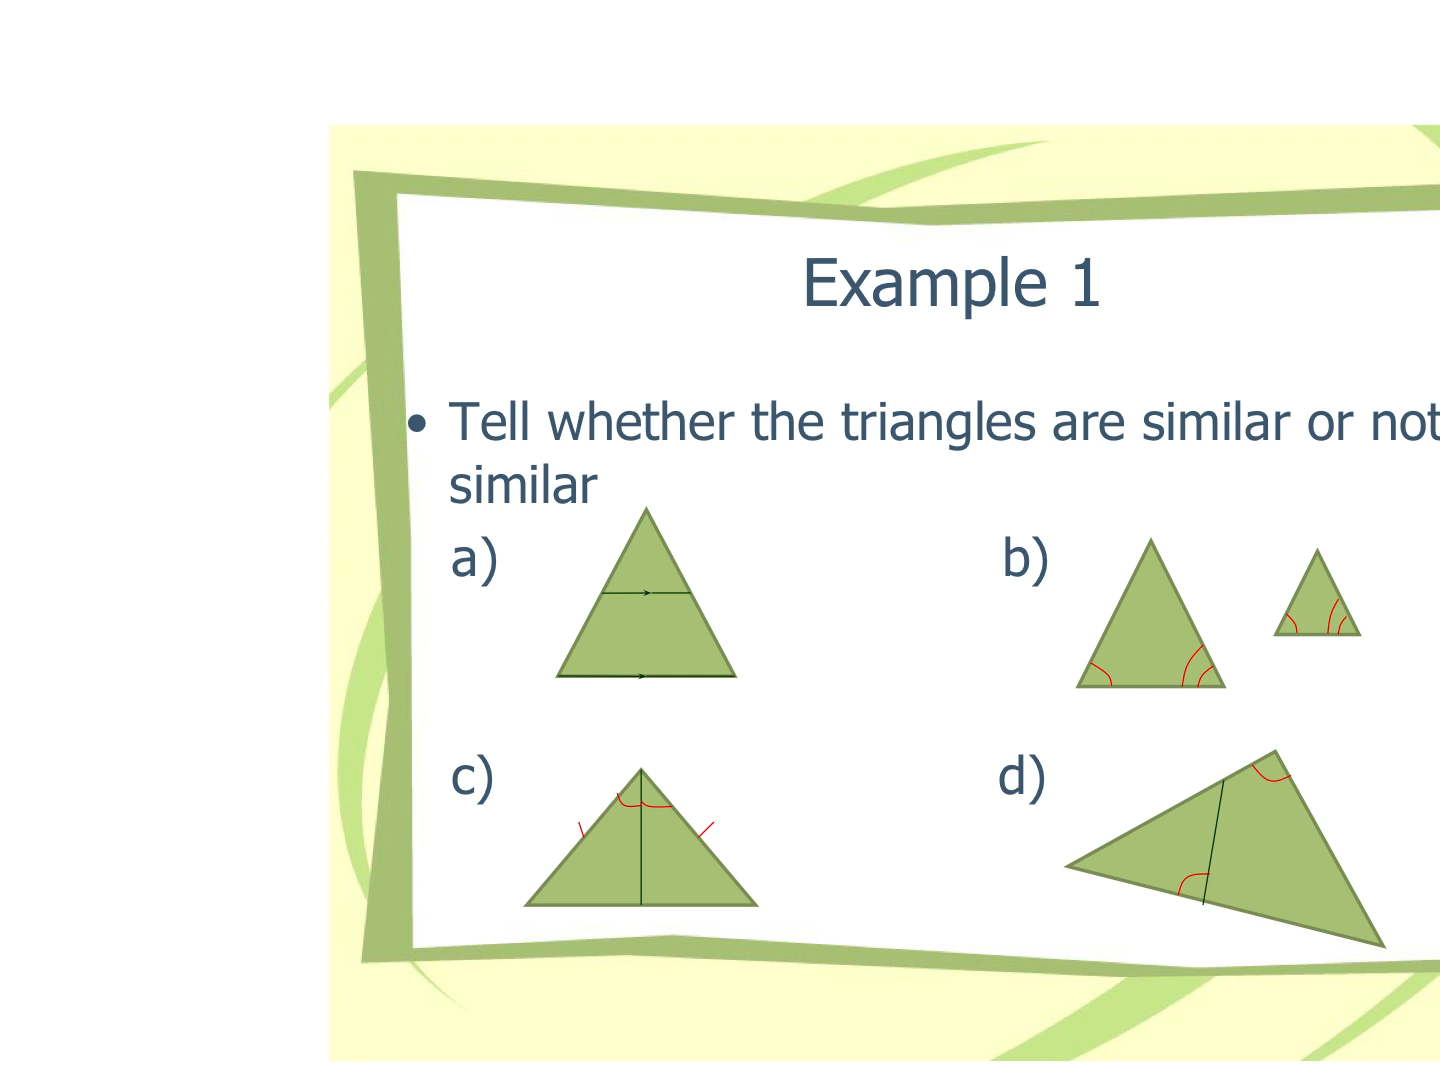 Example 1
• Tell whether the triangles are similar or not
similar
a) b)
c) d)